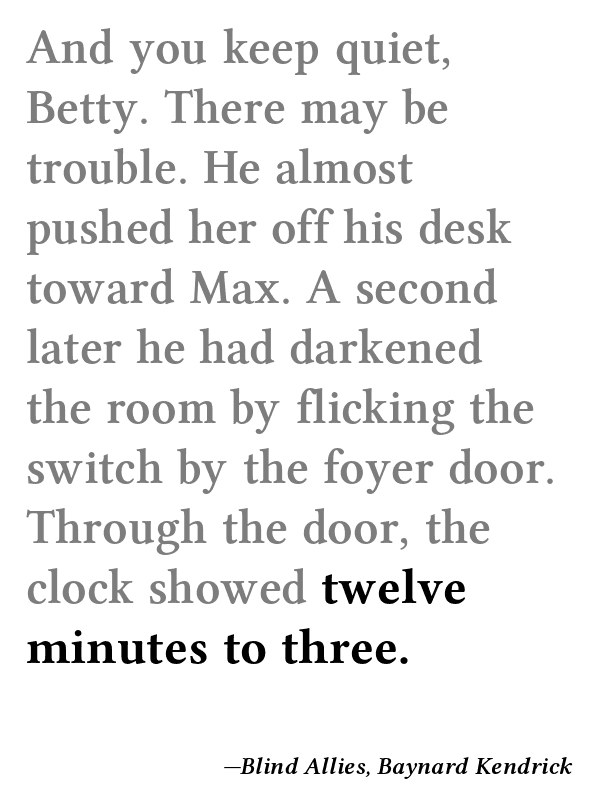 And you keep quiet,
Betty. There may be
trouble. He almost
pushed her off his desk
toward Max. A second
later he had darkened
the room by flicking the
switch by the foyer door.
Through the door, the
clock showed twelve
minutes to three.
—Blind Allies, Baynard Kendrick